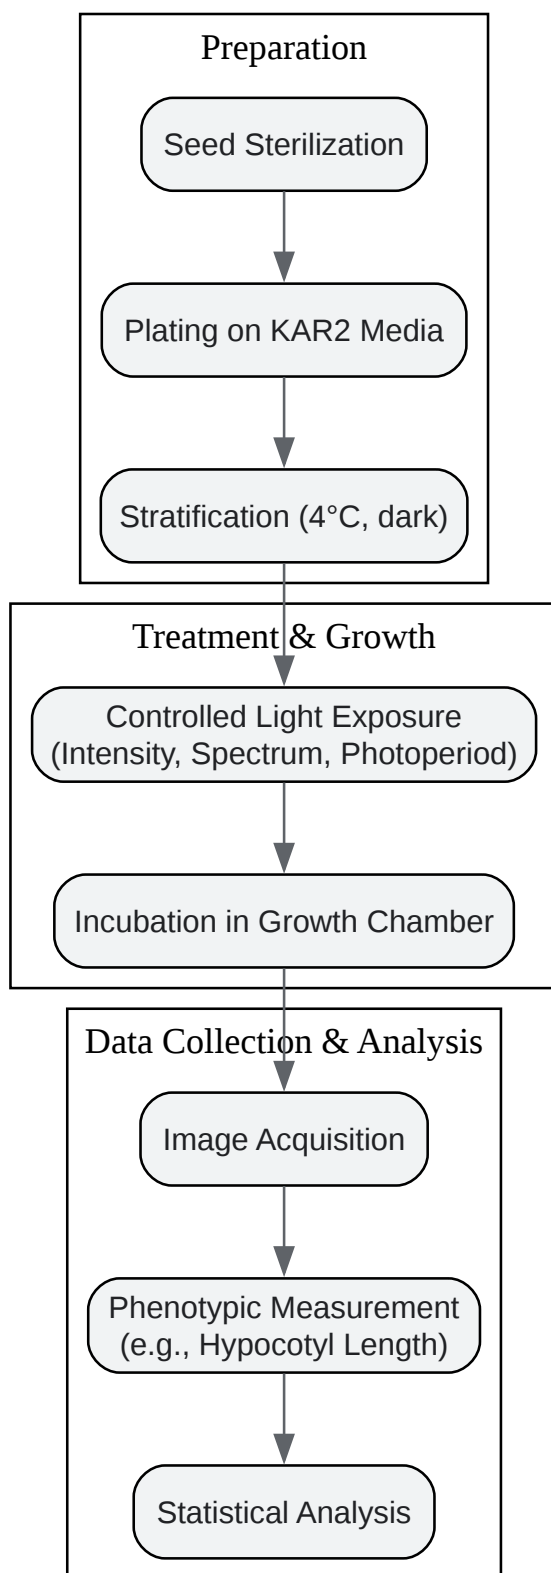 Preparation
Seed Sterilization
Plating on KAR2 Media
Stratification (4°C, dark)
Treatment & Growth
Controlled Light Exposure
(Intensity, Spectrum, Photoperiod)
Incubation in Growth Chamber
Data Collection & Analysis
Image Acquisition
Phenotypic Measurement
(e.g., Hypocotyl Length)
Statistical Analysis